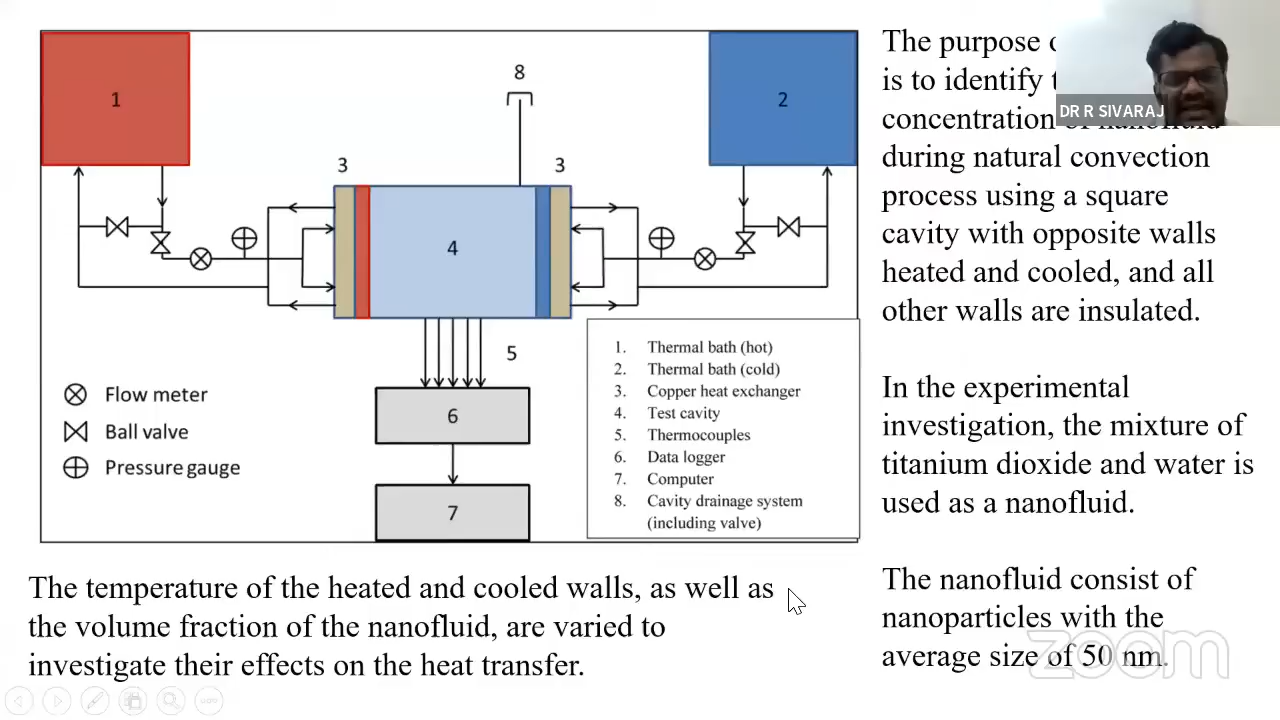 1
2
8
3
3
4
5
6
7
Flow meter
Ball valve
Pressure gauge
1. Thermal bath (hot)
2. Thermal bath (cold)
3. Copper heat exchanger
4. Test cavity
5. Thermocouples
6. Data logger
7. Computer
8. Cavity drainage system
(including valve)
The temperature of the heated and cooled walls, as well as
the volume fraction of the nanofluid, are varied to
investigate their effects on the heat transfer.
The purpose
is to identify
concentration of nanofluid
during natural convection
process using a square
cavity with opposite walls
heated and cooled, and all
other walls are insulated.
In the experimental
investigation, the mixture of
titanium dioxide and water is
used as a nanofluid.
The nanofluid consist of
nanoparticles with the
average size of 50 nm.
DR R SIVARAJ
zoom